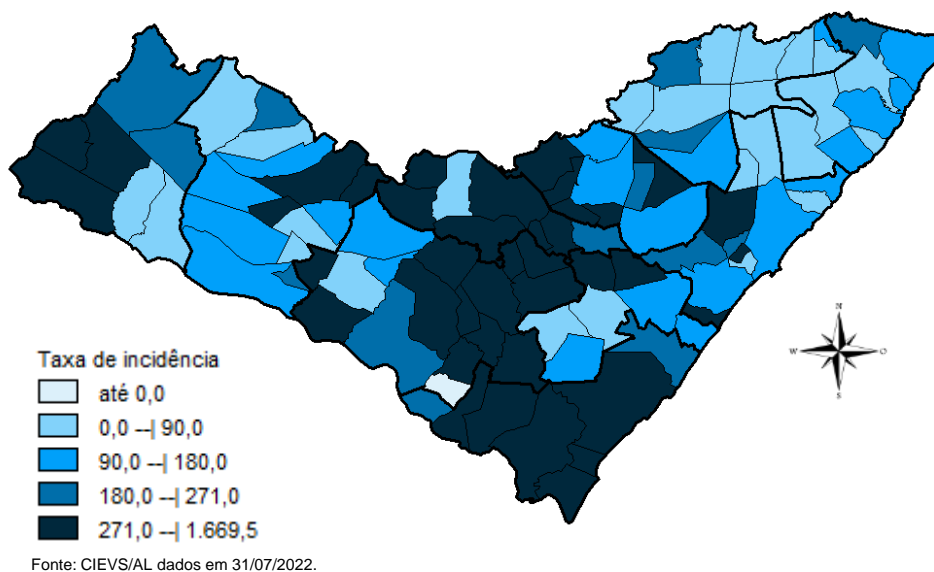 N
W
O
S
Taxa de incidência
até 0,0
0,0 --| 90,0
90,0 --| 180,0
180,0 --| 271,0
271,0 --| 1.669,5
Fonte: CIEVS/AL dados em 31/07/2022.